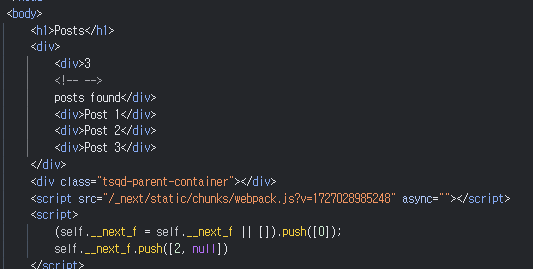 <body>
<h1>Posts</h1>
<div>
<div>3
<!-- -->
posts found</div>
<div>Post 1</div>
<div>Post 2</div>
<div>Post 3</div>
</div>
<div class="tsqd-parent-container"></div>
<script src="/_next/static/chunks/webpack.js?v=1727028985248" async=""></script>
<script>
(self.__next_f = self.__next_f || []).push([0]);
self.__next_f.push([2, null])
</script>